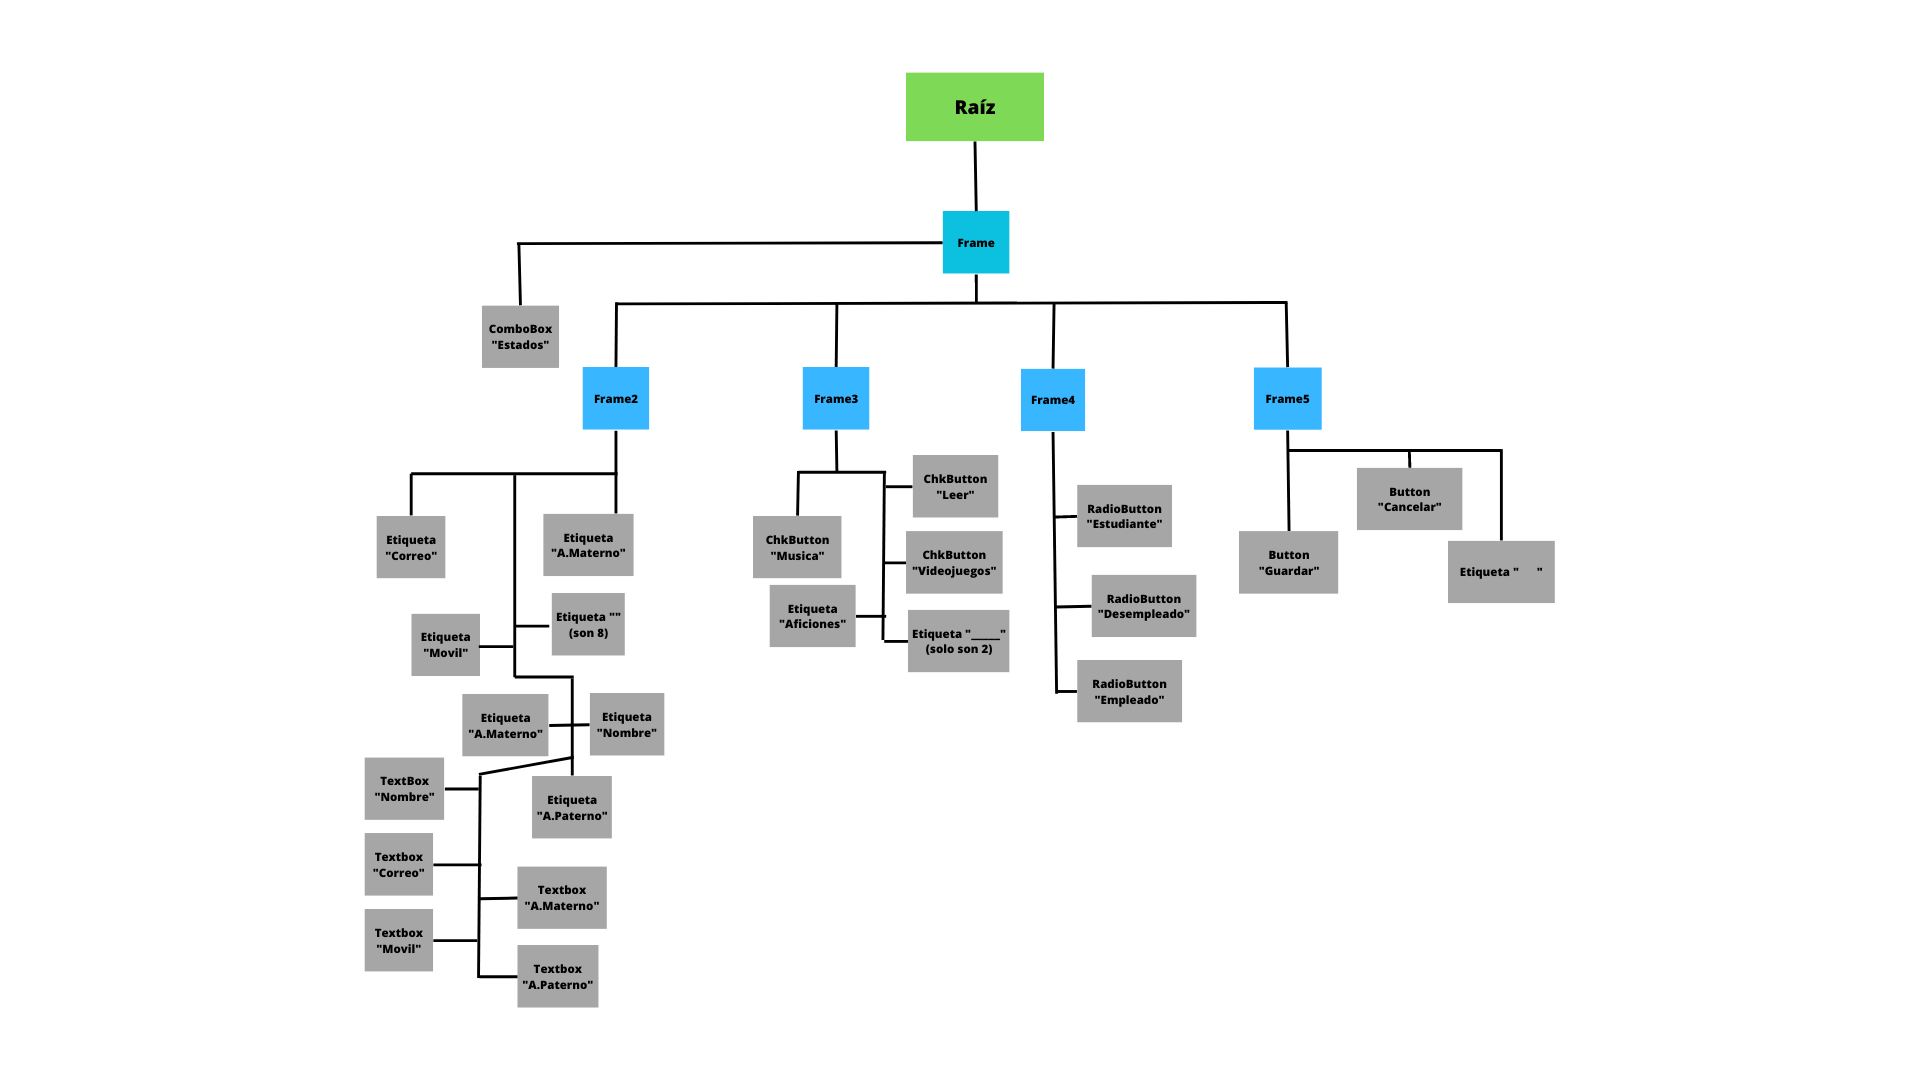 Raíz
Frame
ComboBox
"Estados"
Frame2
Frame3
Frame4
Frame5
Etiqueta
"Correo"
Etiqueta
"A.Materno"
Etiqueta ""
(son 8)
Etiqueta
"Movil"
Etiqueta
"A.Materno"
Etiqueta
"Nombre"
TextBox
"Nombre"
Etiqueta
"A.Paterno"
Textbox
"Correo"
Textbox
"A.Materno"
Textbox
"Movil"
Textbox
"A.Paterno"
ChkButton
"Leer"
ChkButton
"Musica"
ChkButton
"Videojuegos"
Etiqueta
"Aficiones"
Etiqueta "_____"
(solo son 2)
RadioButton
"Estudiante"
RadioButton
"Desempleado"
RadioButton
"Empleado"
Button
"Cancelar"
Button
"Guardar"
Etiqueta "     "